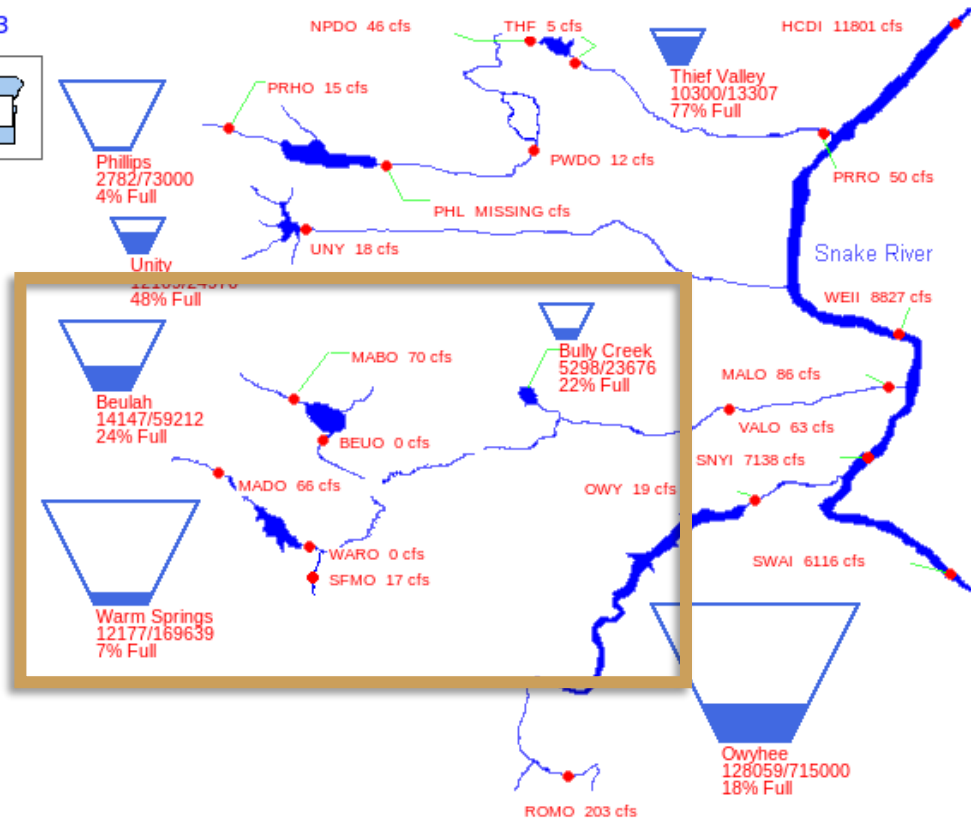 NPDO 46 cfs
THF 5 cfs
HCDI 11801 cfs
PRHO 15 cfs
Thief Valley
10300/13307
77% Full
Phillips
2782/73000
4% Full
PWDO 12 cfs
PRRO 50 cfs
PHL MISSING cfs
UNY 18 cfs
Snake River
Unity
48% Full
WEII 8827 cfs
MABO 70 cfs
Bully Creek
5298/23676
22% Full
MALO 86 cfs
Beulah
14147/59212
24% Full
VALO 63 cfs
BEUO 0 cfs
SNYI 7138 cfs
MADO 66 cfs
OWY 19 cfs
WARO 0 cfs
SWAI 6116 cfs
SFMO 17 cfs
Warm Springs
12177/169639
7% Full
Owyhee
128059/715000
18% Full
ROMO 203 cfs